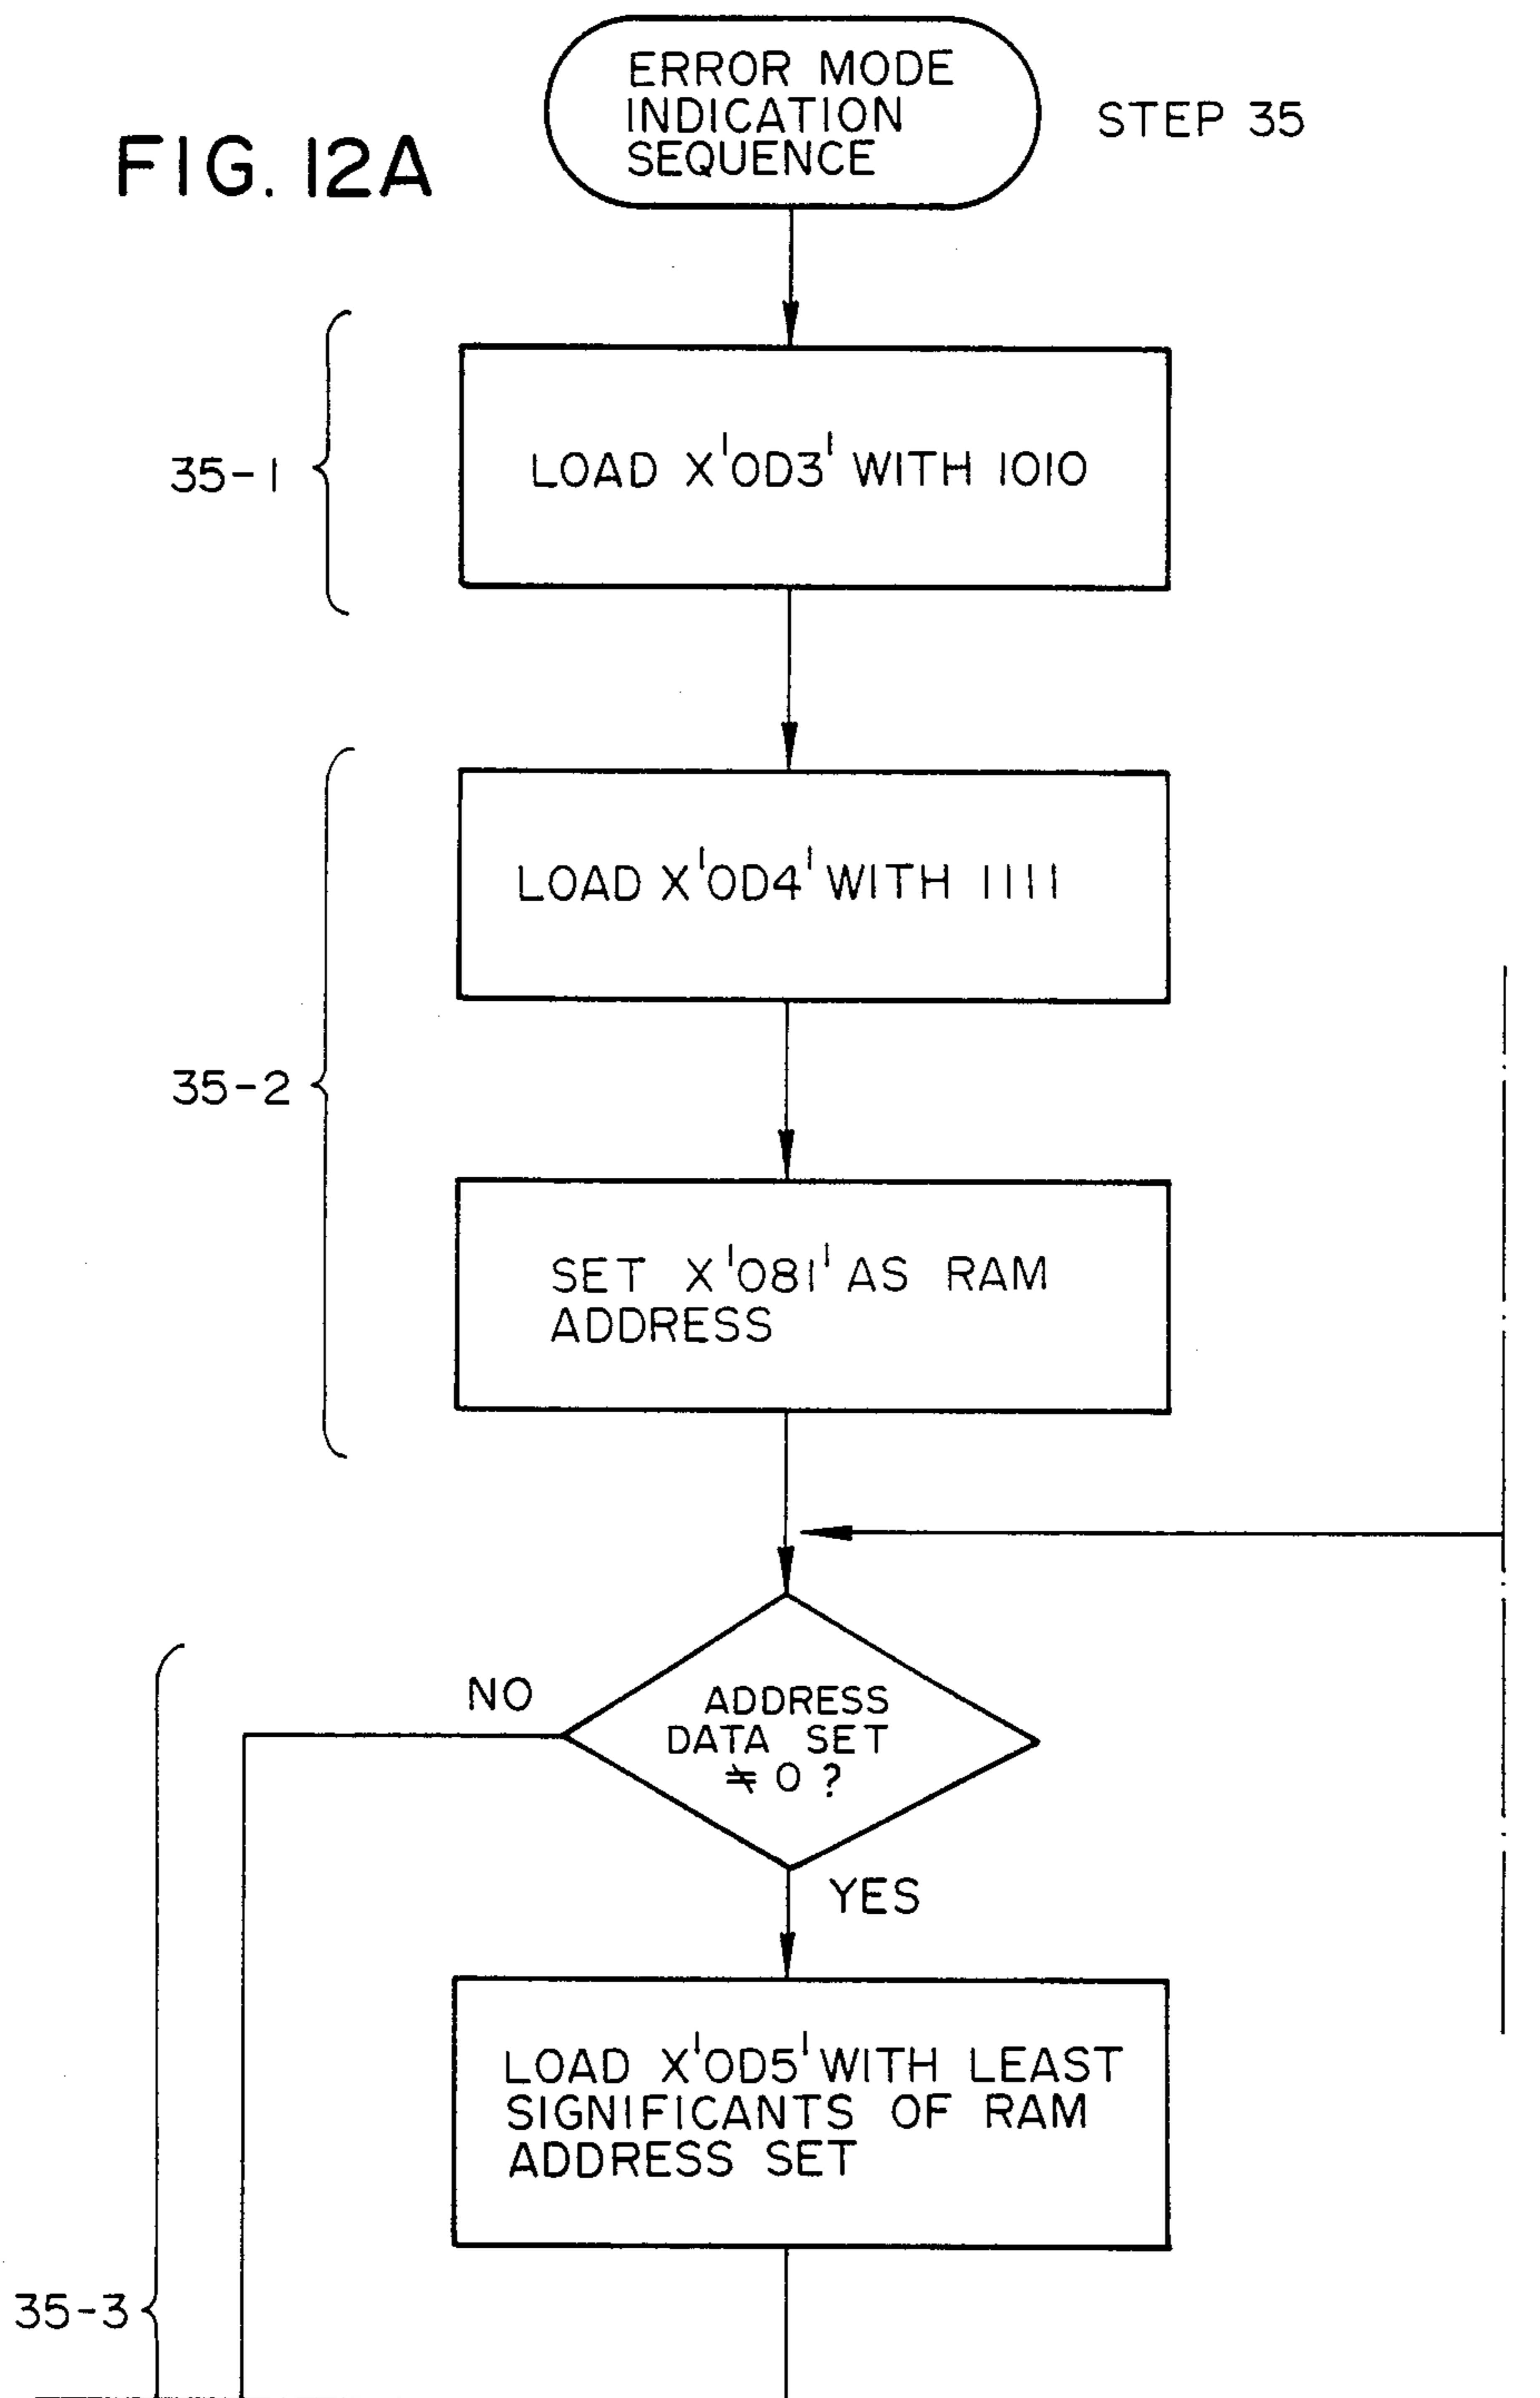 ERROR MODE
INDICATION
SEQUENCE
STEP 35
FIG. 12A
35-1
LOAD X'0D3' WITH 1010
35-2
LOAD X'0D4' WITH 1111
SET X'081' AS RAM
ADDRESS
NO
ADDRESS
DATA SET
≠ 0 ?
YES
LOAD X'0D5' WITH LEAST
SIGNIFICANTS OF RAM
ADDRESS SET
35-3